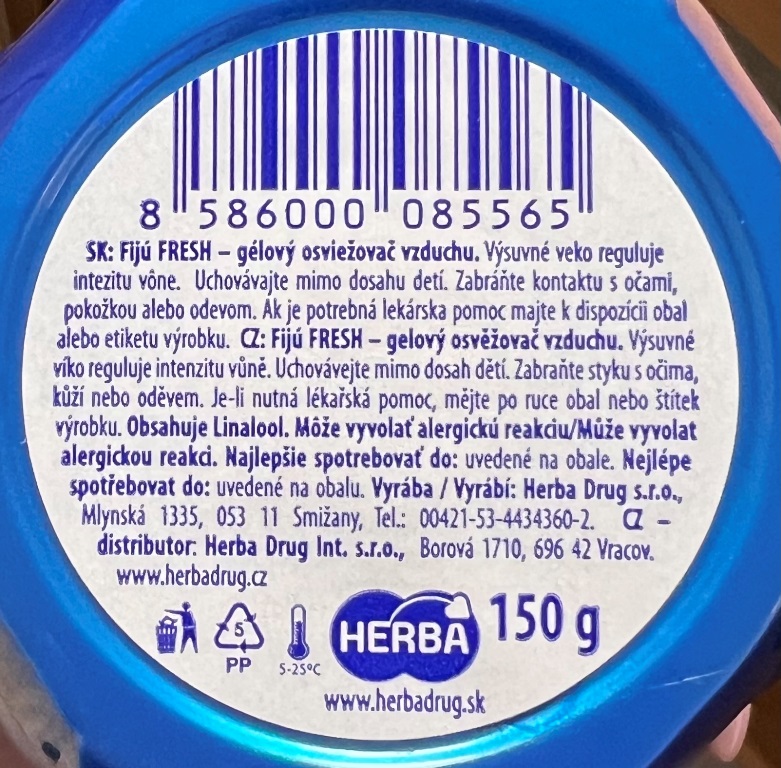 8 586000 085565
SK: Fijú FRESH – gélový osviežovač vzduchu. Výsuvné veko reguluje
intezitu vône. Uchovávajte mimo dosahu detí. Zabráňte kontaktu s očami,
pokožkou alebo odevom. Ak je potrebná lekárska pomoc majte k dispozícii obal
alebo etiketu výrobku. CZ: Fijú FRESH – gelový osvěžovač vzduchu. Výsuvné
víko reguluje intenzitu vůně. Uchovávejte mimo dosah dětí. Zabraňte styku s očima,
kůží nebo oděvem. Je-li nutná lékařská pomoc, mějte po ruce obal nebo štítek
výrobku. Obsahuje Linalool. Môže vyvolať alergickú reakciu/Může vyvolat
alergickou reakci. Najlepšie spotrebovať do: uvedené na obale. Nejlépe
spotřebovat do: uvedené na obalu. Vyrába / Vyrábí: Herba Drug s.r.o.,
Mlynská 1335, 053 11 Smižany, Tel.: 00421-53-4434360-2. CZ –
distributor: Herba Drug Int. s.r.o., Borová 1710, 696 42 Vracov.
www.herbadrug.cz
5
PP
5-25°C
HERBA
150 g
www.herbadrug.sk